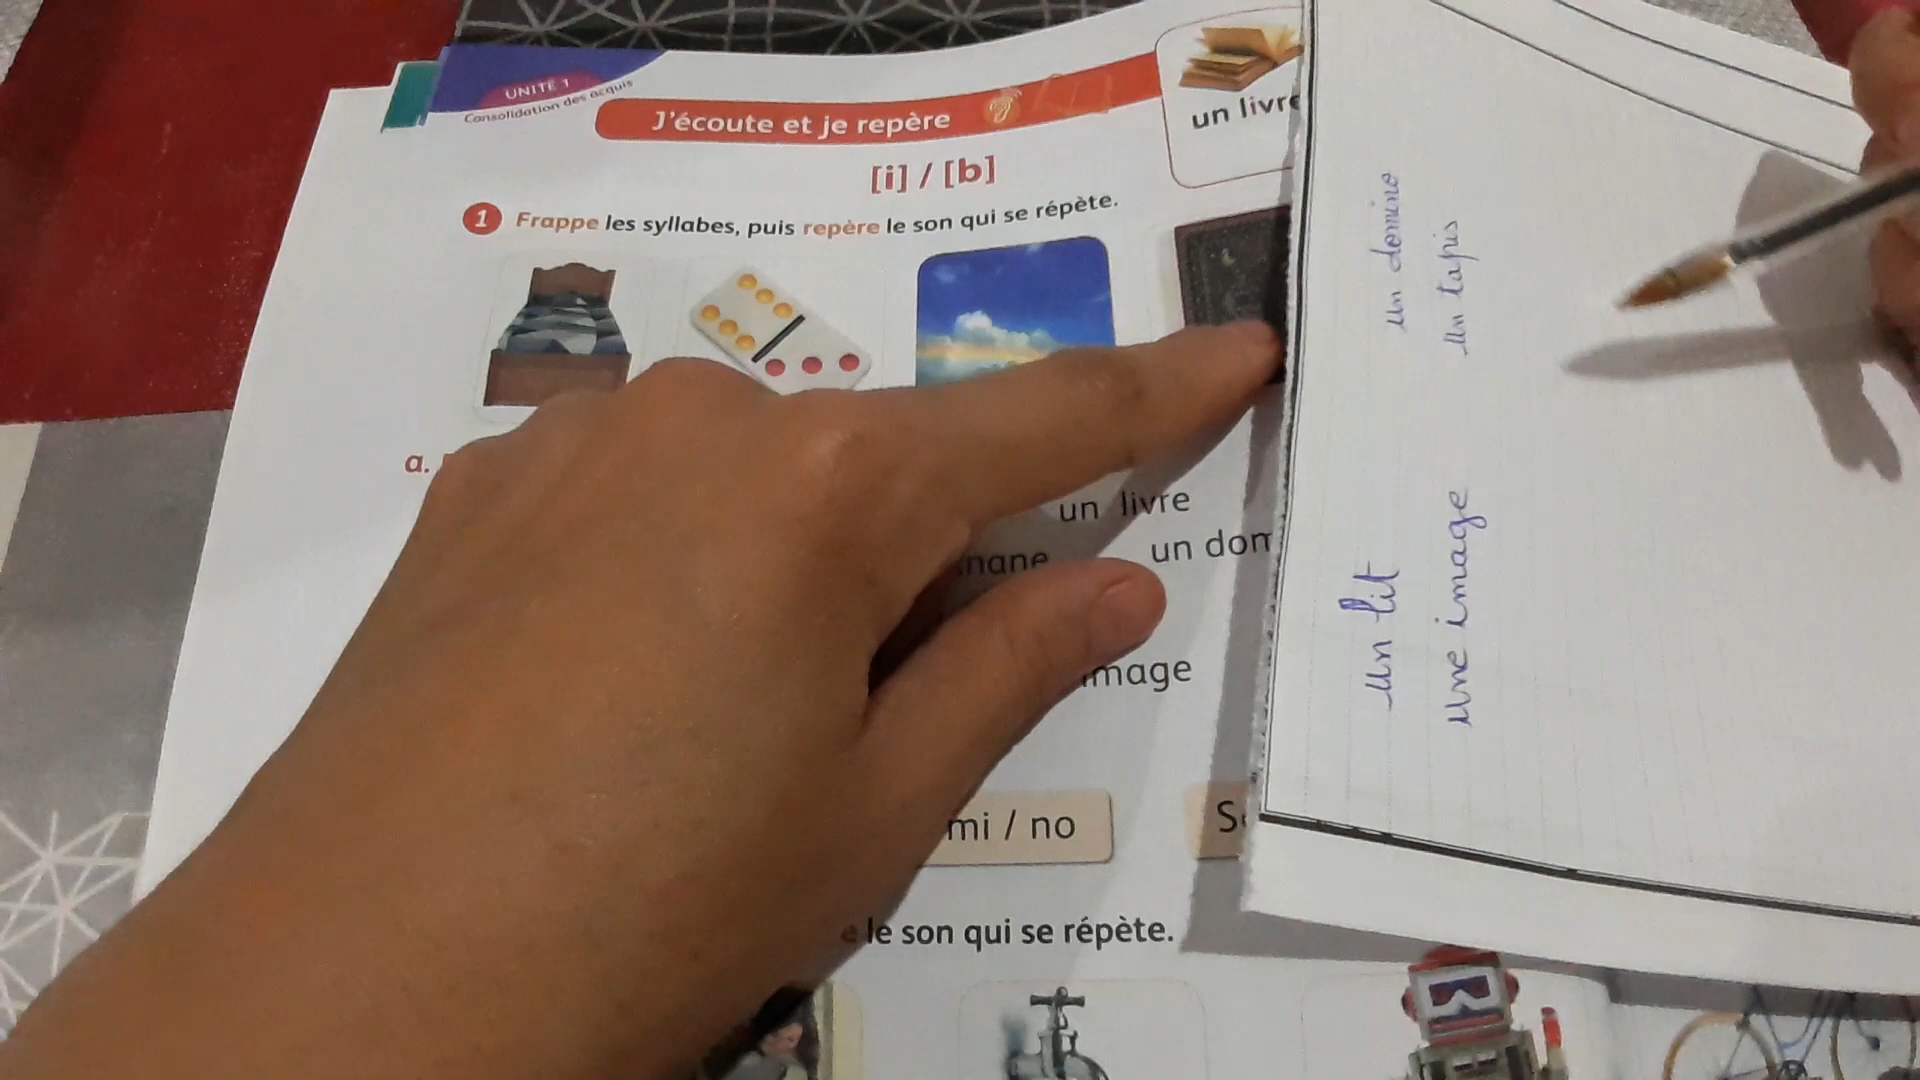 UNITÉ 1
Consolidation des acquis
J'écoute et je repère
un livre
[i] / [b]
1 Frappe les syllabes, puis repère le son qui se répète.
a.
un livre
un dom
mage
mi / no
le son qui se répète.
un lit
un domino
une image
un tapis